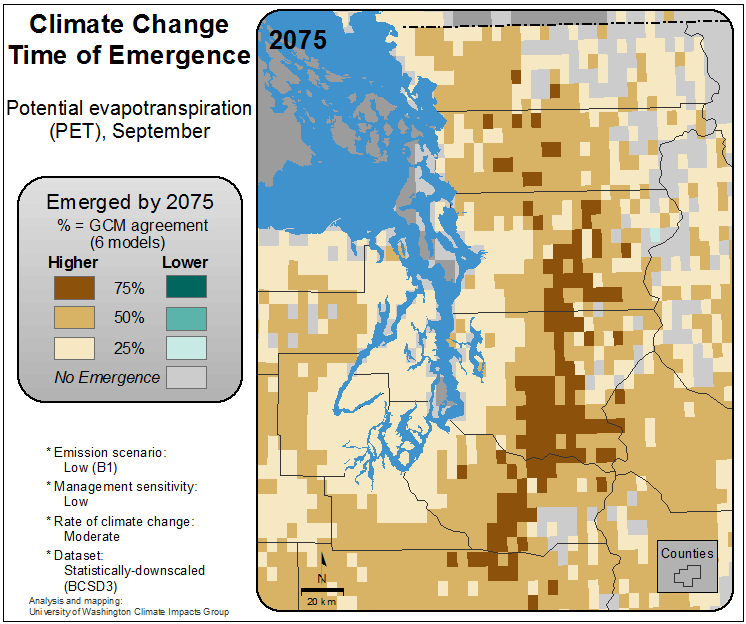 Climate Change
Time of Emergence
Potential evapotranspiration
(PET), September
Emerged by 2075
% = GCM agreement
(6 models)
Higher Lower
75%
50%
25%
No Emergence
* Emission scenario:
Low (B1)
* Management sensitivity:
Low
* Rate of climate change:
Moderate
* Dataset:
Statistically-downscaled
(BCSD3)
Analysis and mapping:
University of Washington Climate Impacts Group
2075
N
20 km
Counties